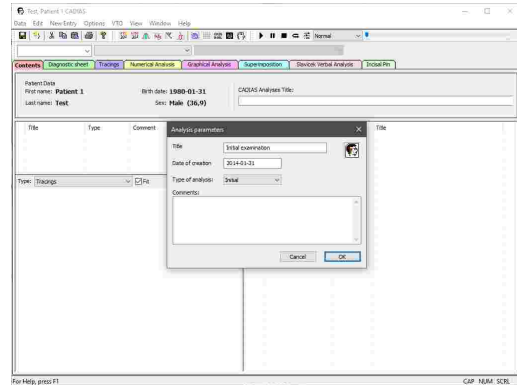 Test, Patient 1 CADIAS
Data Edit New Entry Options VTO View Window Help
Normal
Contents Diagnostic sheet Tracings Numerical Analysis Graphical Analysis Superimposition Slavicek Verbal Analysis Incisal Pin
Patient Data
First name: Patient 1 Birth date: 1980-01-31 CADIAS Analyses Title:
Last name: Test Sex: Male (36,9)
Title Type Comment Title
Analysis parameters
Title Initial examination
Date of creation 2014-01-31
Type of analysis: Initial
Comments:
Cancel OK
Type: Tracings Fit
For Help, press F1 CAP NUM SCRL